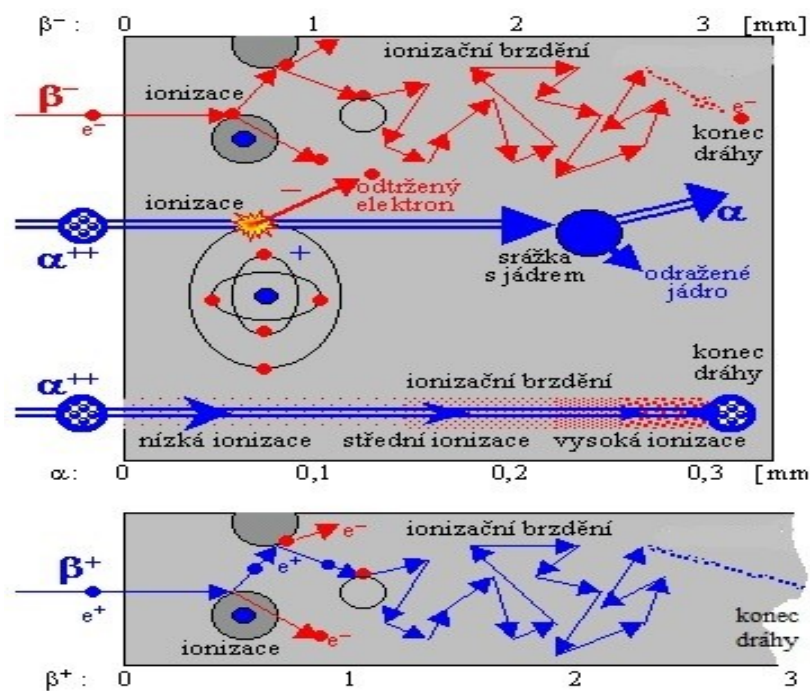 β⁻: 0 1 2 3 [mm]
ionizační brzdění
ionizace
β⁻
e⁻
e⁻
konec
dráhy
ionizace
−
odtržený
elektron
α
α⁺⁺
+
srážka
s jádrem
odražené
jádro
konec
dráhy
α⁺⁺
ionizační brzdění
nízká ionizace střední ionizace vysoká ionizace
α: 0 0,1 0,2 0,3 [mm
e⁻
ionizační brzdění
β⁺
e⁺
e⁺
konec
dráhy
ionizace
e⁻
β⁺: 0 1 2 3